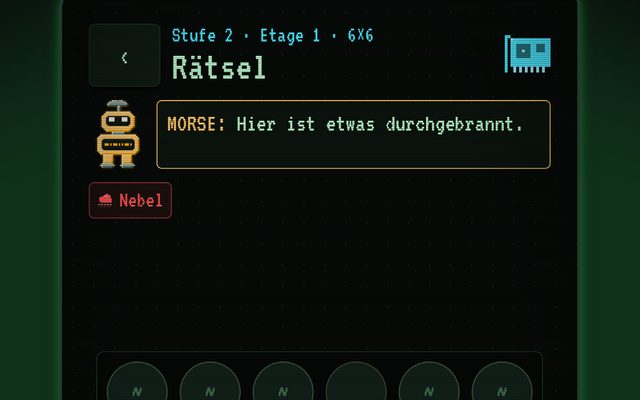 Stufe 2 · Etage 1 · 6X6
Rätsel
MORSE: Hier ist etwas durchgebrannt.
Nebel
N N N N N